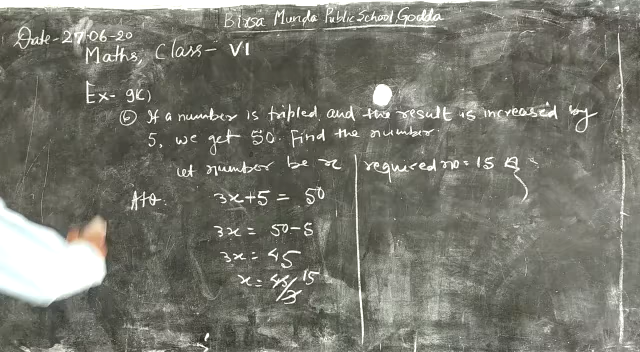 Birsa Munda Public School Godda
Date-27-06-20
Maths, Class- VI
Ex- 9(C)
⑥ If a number is tripled, and the result is increased by
5, we get 50. Find the number.
Let number be x
ATQ.
3x+5 = 50
3x = 50-5
3x = 45
x = 45/3 15
required no = 15